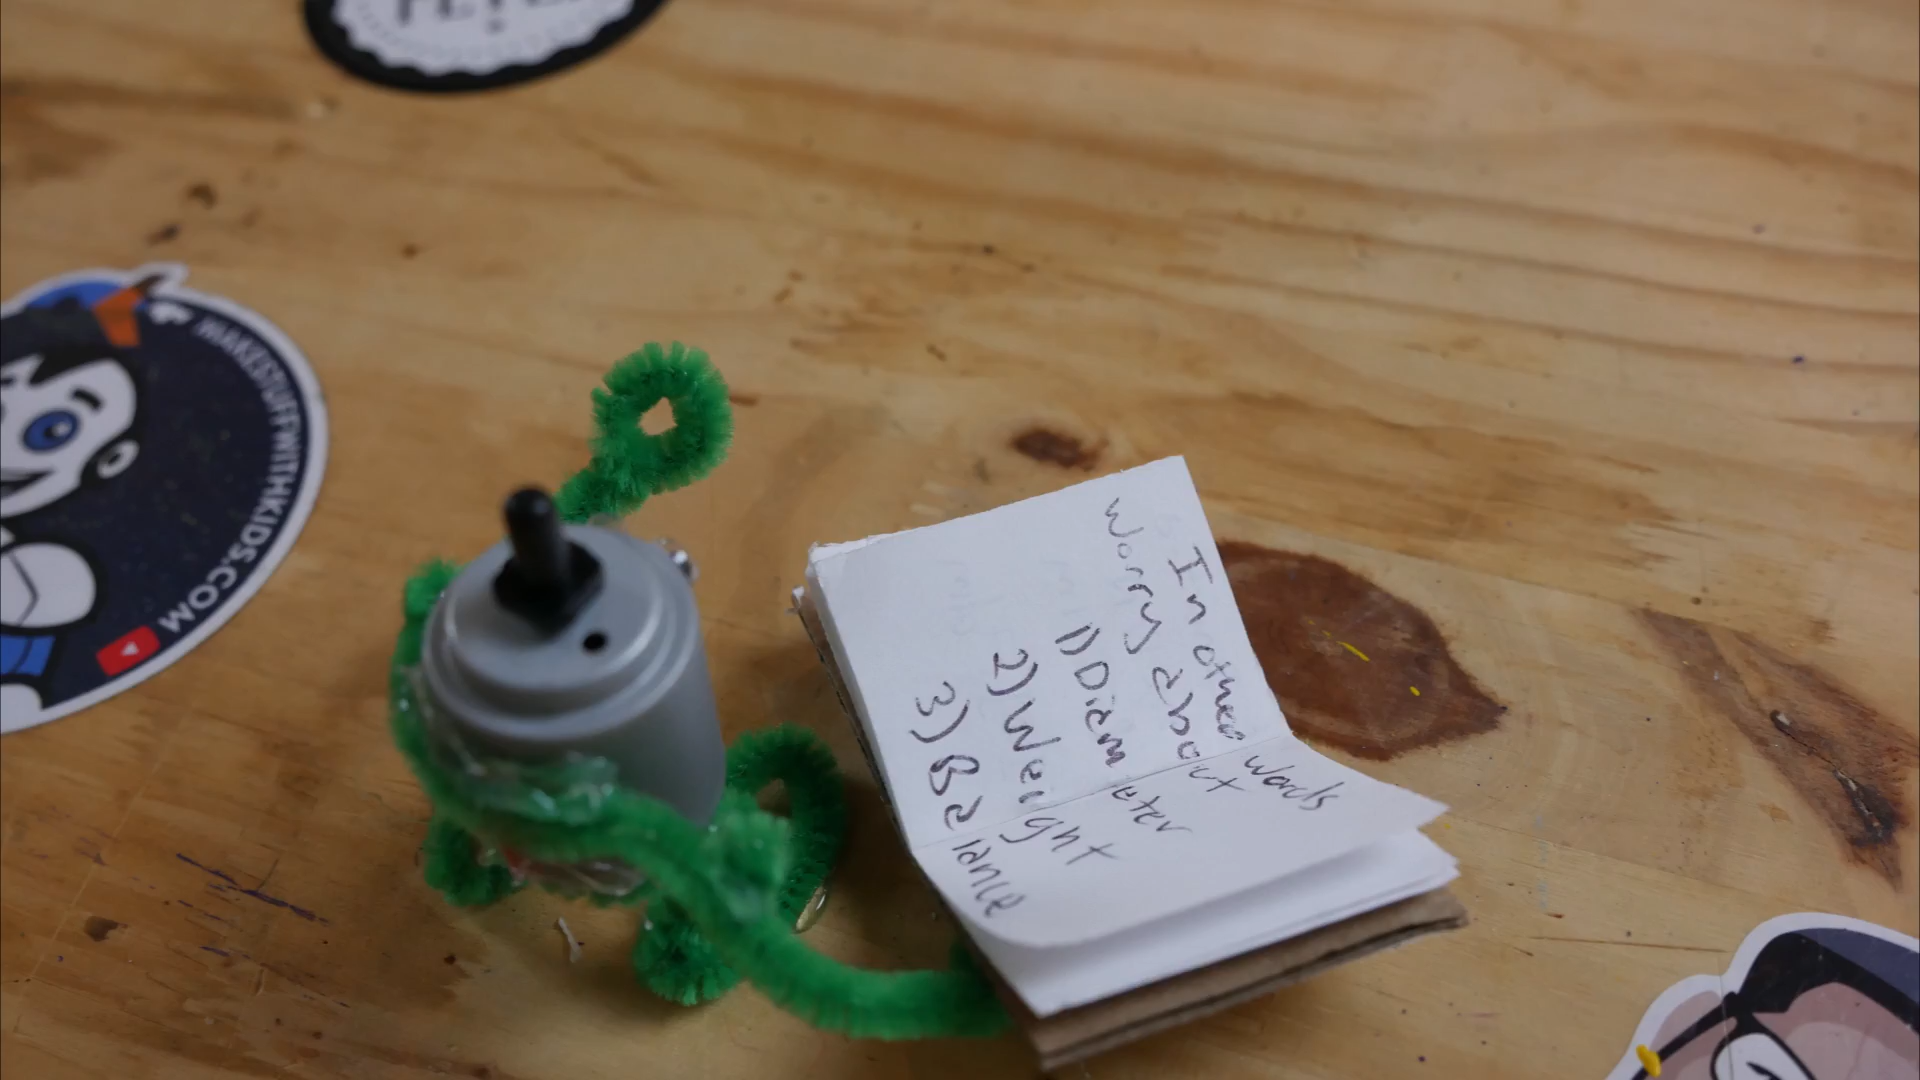 In other words
Worry about
1) Diameter
2) Weight
3) Balance
MAKESTUFFWITHKIDS.COM